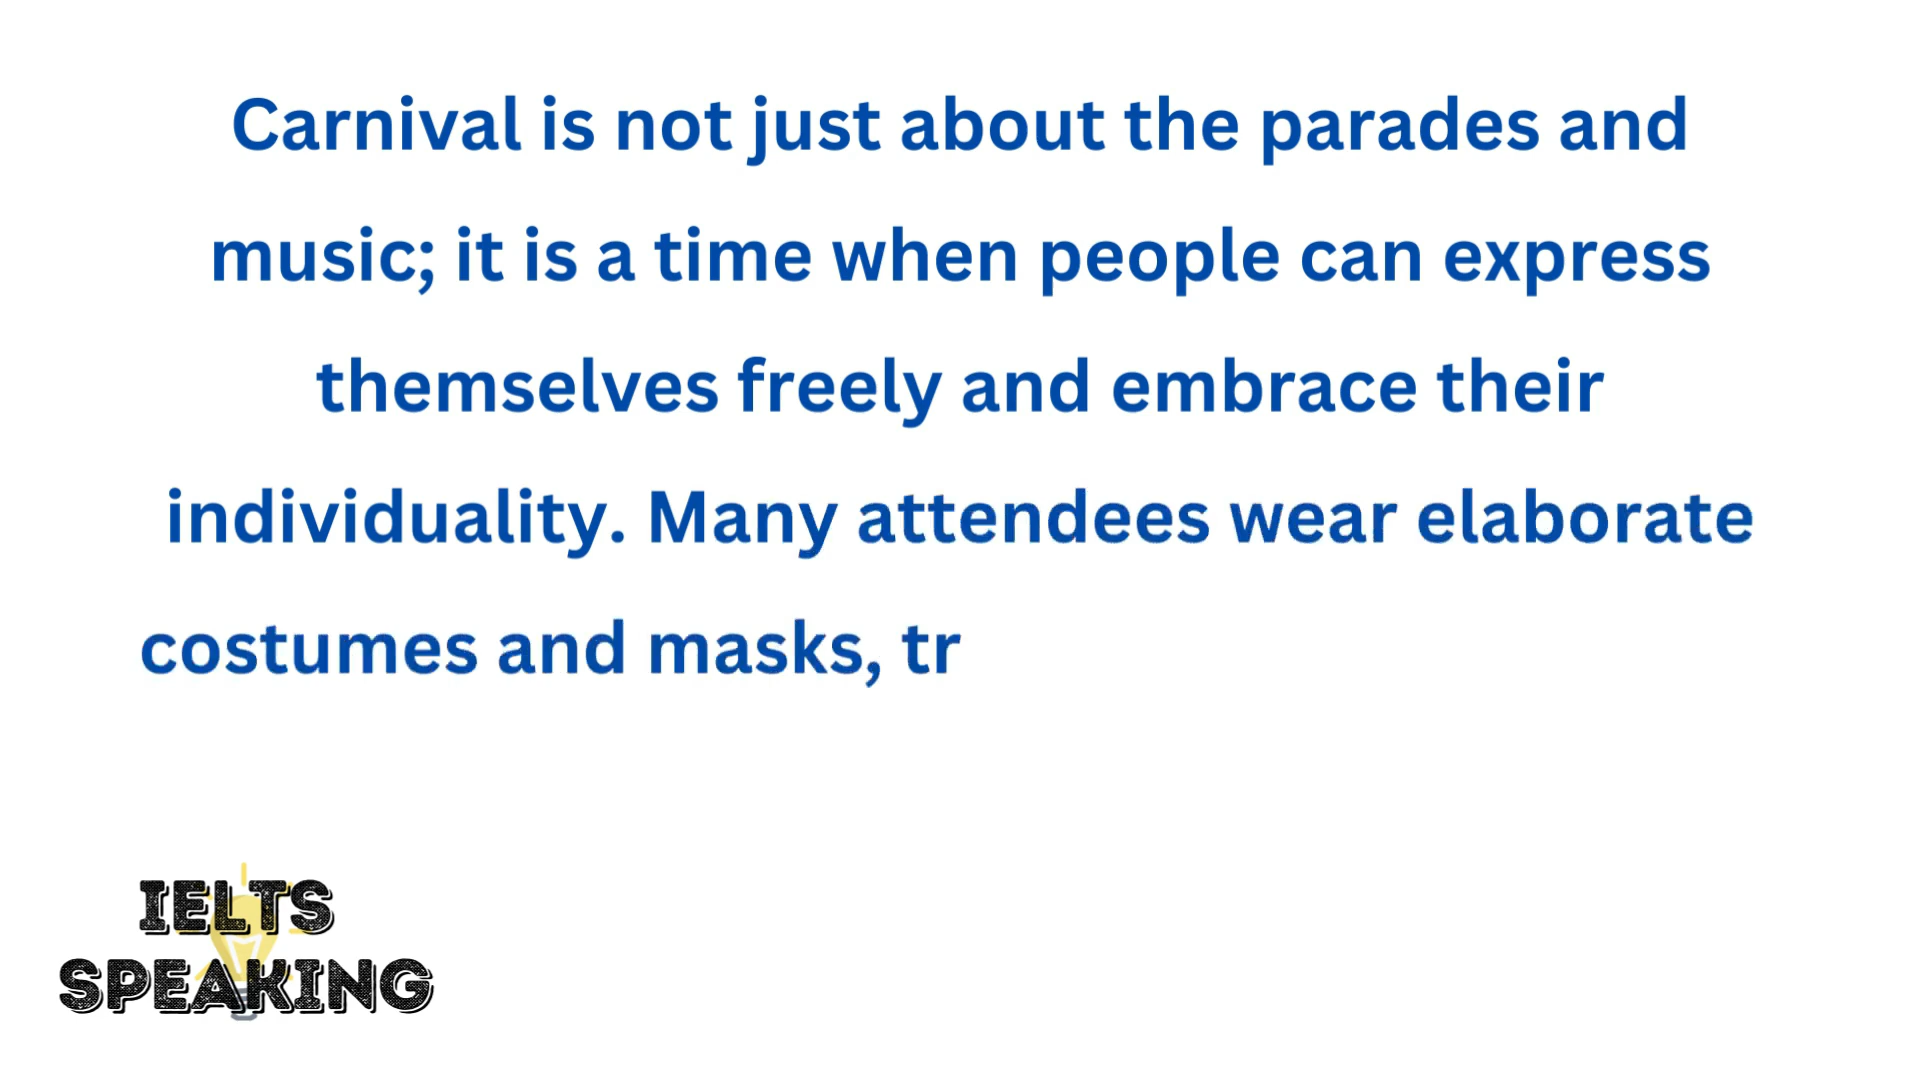 Carnival is not just about the parades and
music; it is a time when people can express
themselves freely and embrace their
individuality. Many attendees wear elaborate
costumes and masks, tr
IELTS
SPEAKING